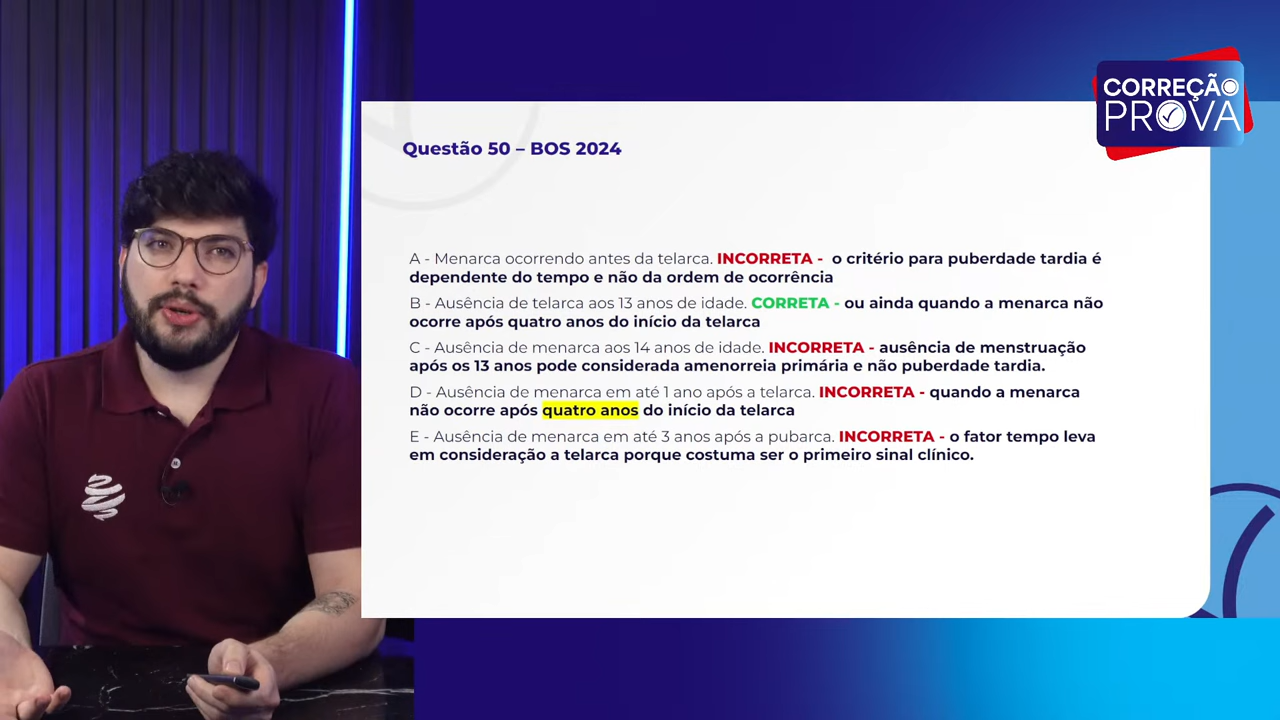 CORREÇÃO
PROVA
Questão 50 – BOS 2024
A - Menarca ocorrendo antes da telarca. INCORRETA - o critério para puberdade tardia é
dependente do tempo e não da ordem de ocorrência
B - Ausência de telarca aos 13 anos de idade. CORRETA - ou ainda quando a menarca não
ocorre após quatro anos do início da telarca
C - Ausência de menarca aos 14 anos de idade. INCORRETA - ausência de menstruação
após os 13 anos pode considerada amenorreia primária e não puberdade tardia.
D - Ausência de menarca em até 1 ano após a telarca. INCORRETA - quando a menarca
não ocorre após quatro anos do início da telarca
E - Ausência de menarca em até 3 anos após a pubarca. INCORRETA - o fator tempo leva
em consideração a telarca porque costuma ser o primeiro sinal clínico.